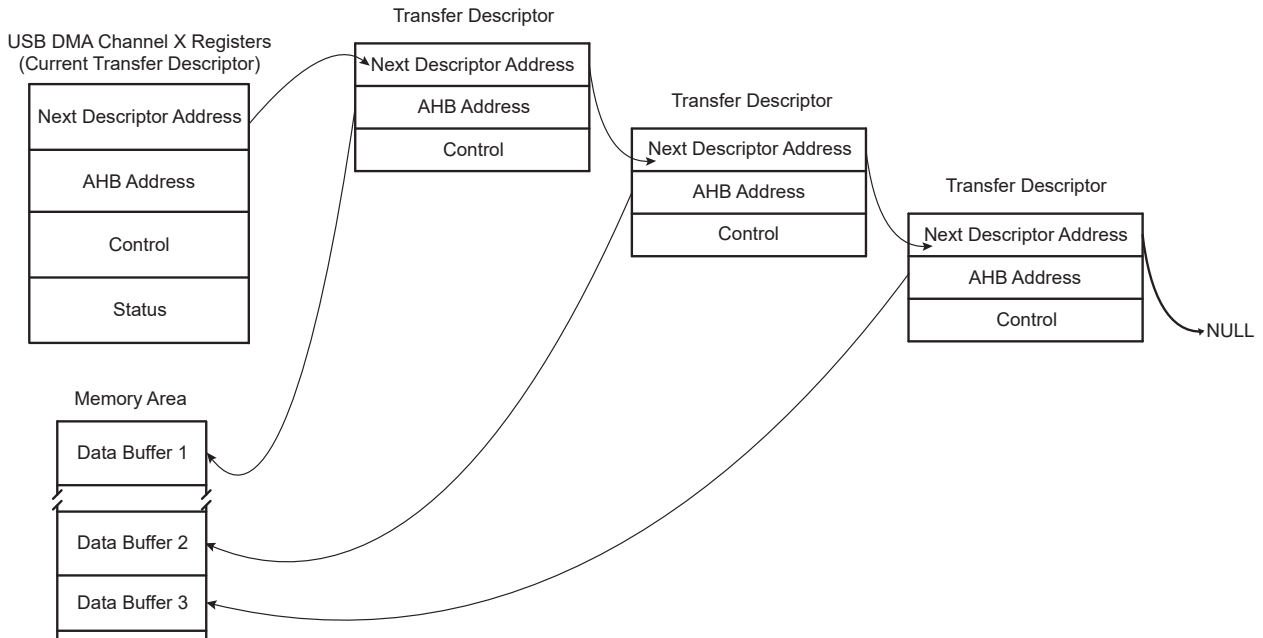 Transfer Descriptor
USB DMA Channel X Registers
(Current Transfer Descriptor)
Next Descriptor Address
AHB Address
Control
Status
Next Descriptor Address
AHB Address
Control
Transfer Descriptor
Next Descriptor Address
AHB Address
Control
Transfer Descriptor
Next Descriptor Address
AHB Address
Control
NULL
Memory Area
Data Buffer 1
Data Buffer 2
Data Buffer 3